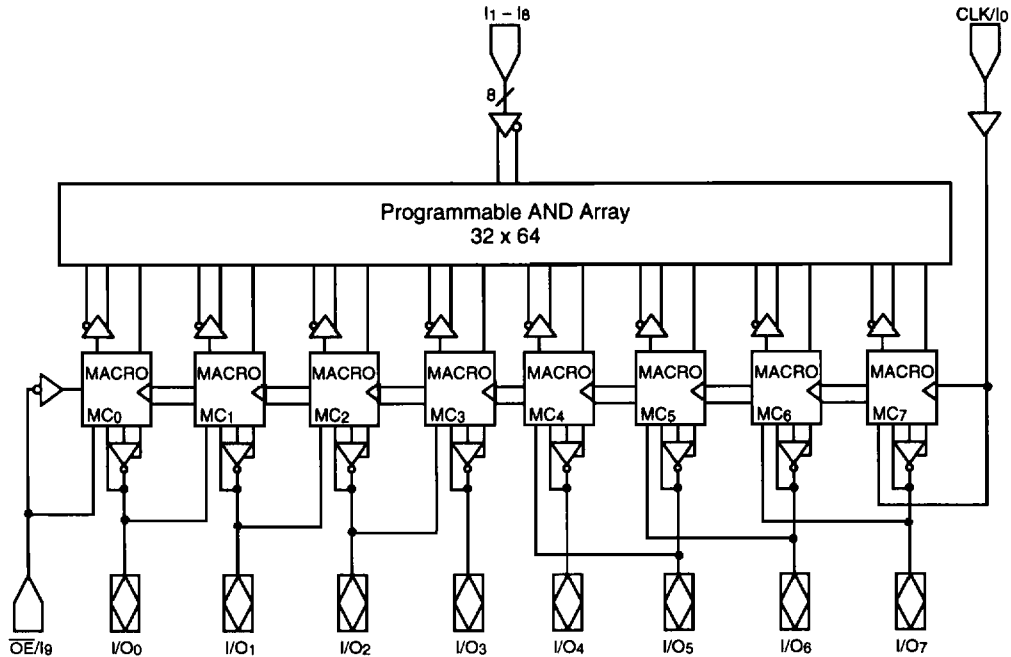 I1 – I8
CLK/I0
8
Programmable AND Array
32 x 64
MACRO MACRO MACRO MACRO MACRO MACRO MACRO MACRO
MC0 MC1 MC2 MC3 MC4 MC5 MC6 MC7
O̅E̅/I9 I/O0 I/O1 I/O2 I/O3 I/O4 I/O5 I/O6 I/O7